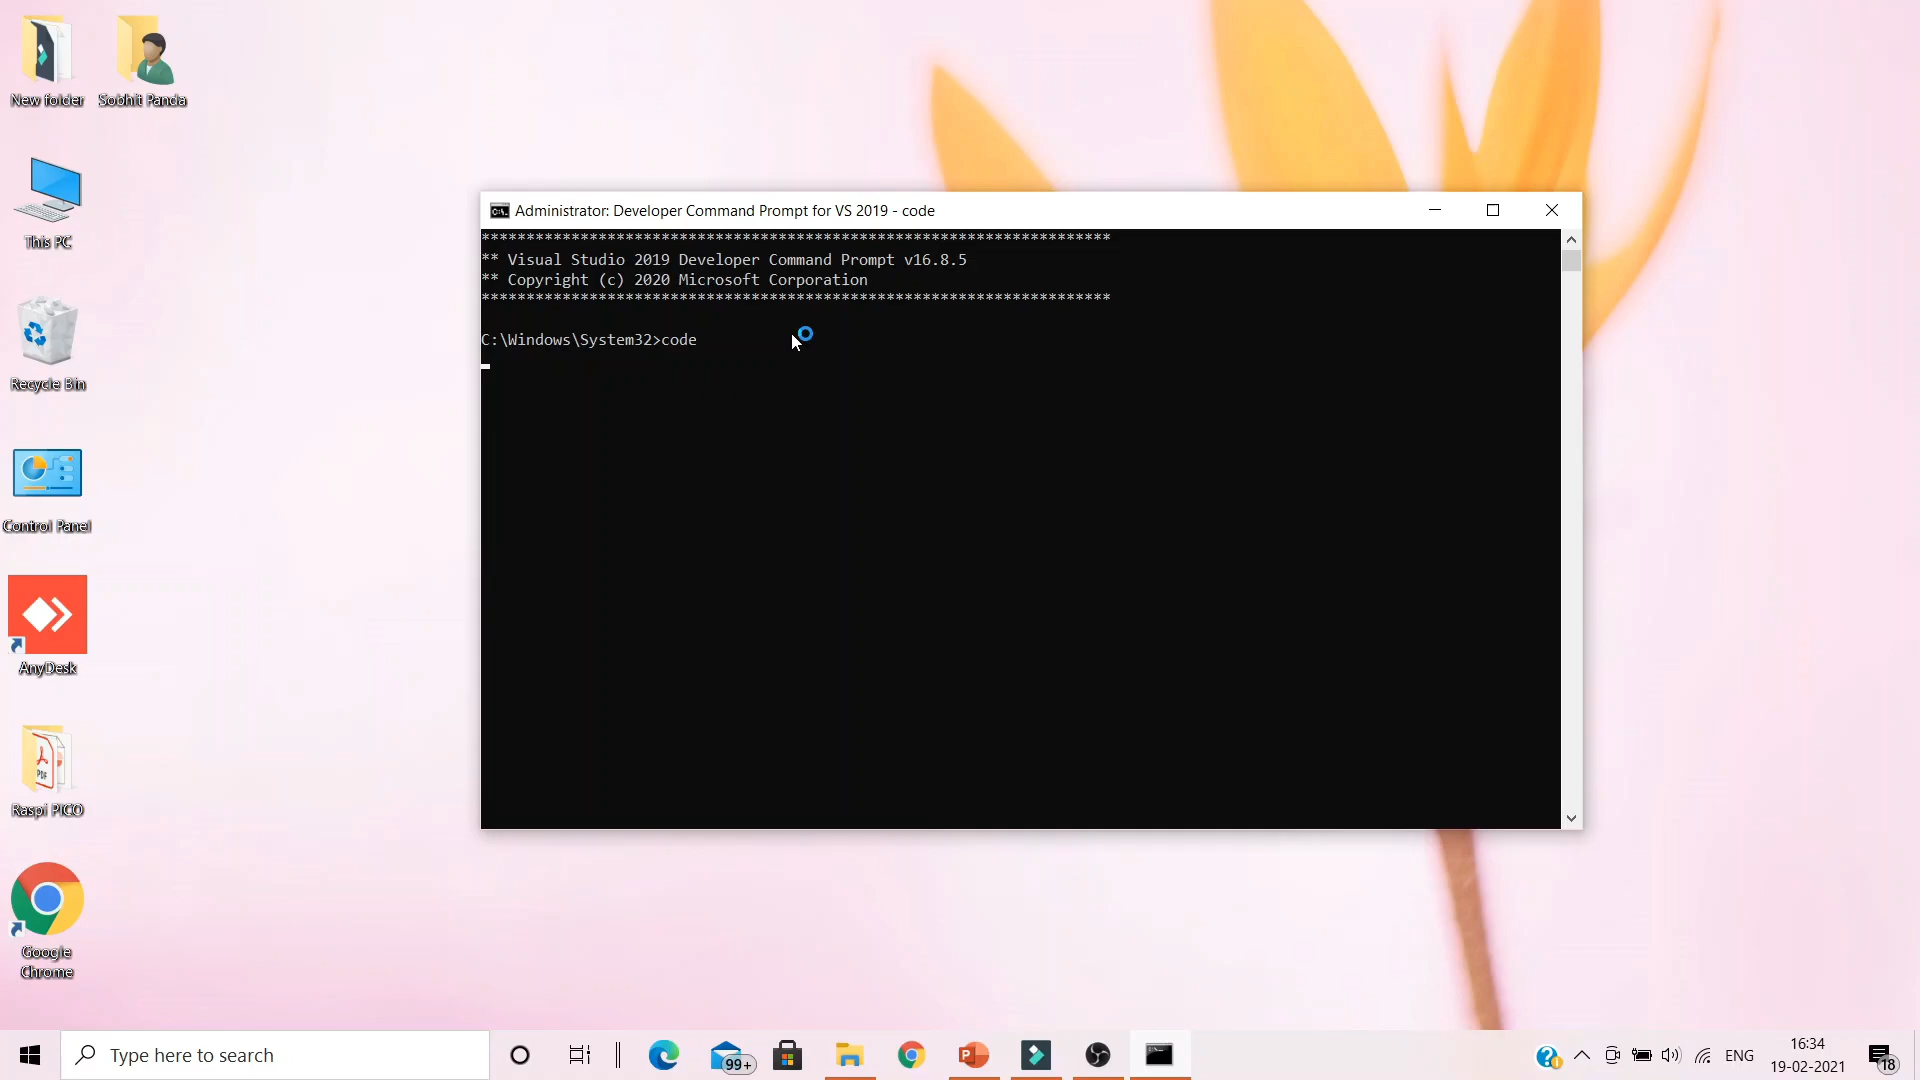 New folder
Sobhit Panda
This PC
Recycle Bin
Control Panel
AnyDesk
PDF
Raspi PICO
Google
Chrome
Administrator: Developer Command Prompt for VS 2019 - code
**********************************************************************
** Visual Studio 2019 Developer Command Prompt v16.8.5
** Copyright (c) 2020 Microsoft Corporation
**********************************************************************
C:\Windows\System32>code
Type here to search
99+
ENG
16:34
19-02-2021
18